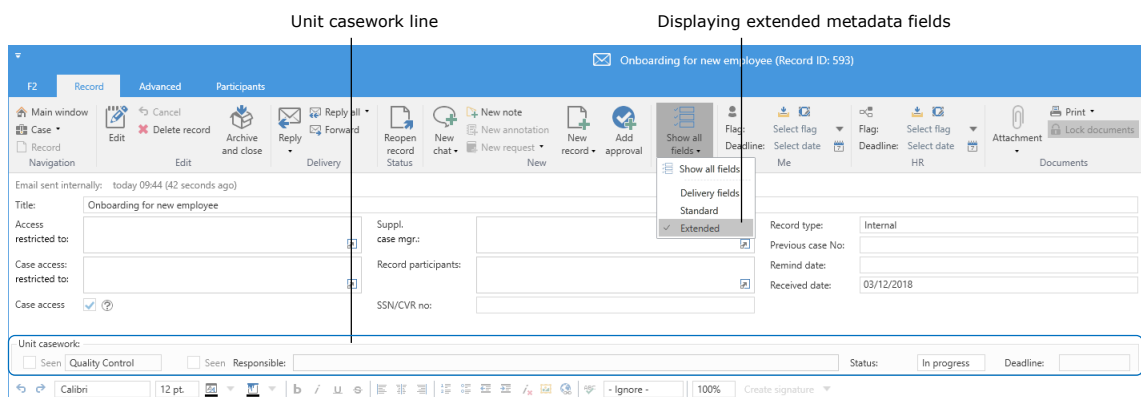 Unit casework line
Displaying extended metadata fields
Onboarding for new employee (Record ID: 593)
F2 Record Advanced Participants
Main window
Case
Record
Navigation
Edit
Cancel
Delete record
Archive
and close
Edit
Reply
Reply all
Forward
Delivery
Reopen
record
Status
New
chat
New note
New annotation
New request
New
record
Add
approval
New
Show all
fields
Flag: Select flag
Deadline: Select date
Me
Flag: Select flag
Deadline: Select date
HR
Attachment
Print
Lock documents
Documents
Show all fields
Delivery fields
Standard
Extended
Email sent internally: today 09:44 (42 seconds ago)
Title: Onboarding for new employee
Access
restricted to:
Suppl.
case mgr.:
Record type: Internal
Previous case No:
Case access:
restricted to:
Record participants:
Remind date:
Received date: 03/12/2018
Case access
SSN/CVR no:
Unit casework:
Seen Quality Control Seen Responsible: Status: In progress Deadline:
Calibri 12 pt. b i u s ABC - Ignore - 100% Create signature